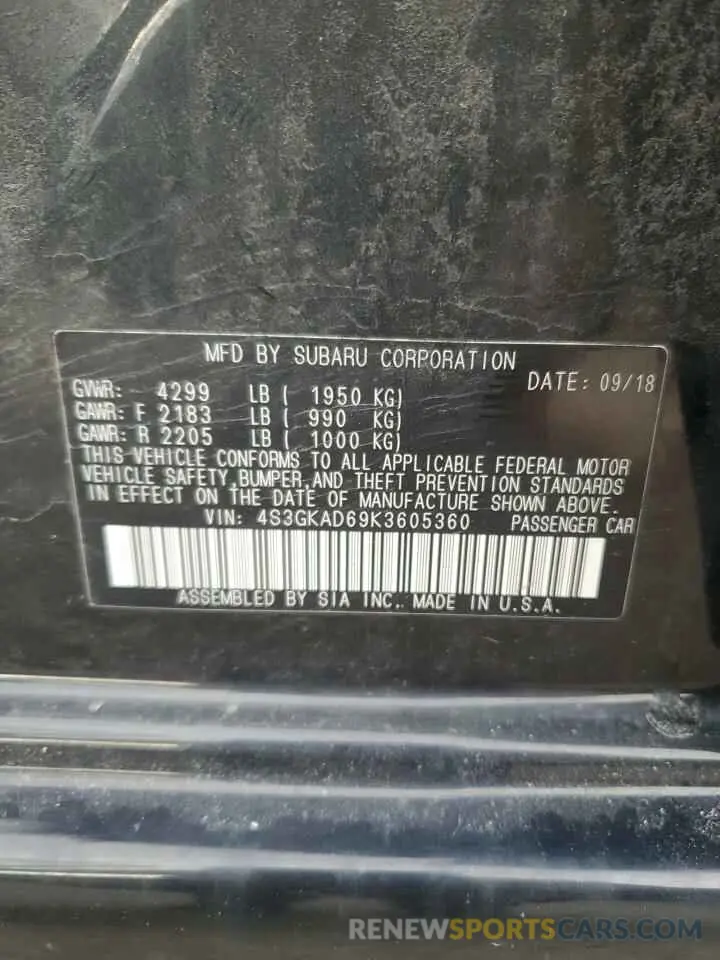 MFD BY SUBARU CORPORATION
DATE: 09/18
GVWR: 4299 LB ( 1950 KG)
GAWR: F 2183 LB ( 990 KG)
GAWR: R 2205 LB ( 1000 KG)
THIS VEHICLE CONFORMS TO ALL APPLICABLE FEDERAL MOTOR
VEHICLE SAFETY, BUMPER, AND THEFT PREVENTION STANDARDS
IN EFFECT ON THE DATE OF MANUFACTURE SHOWN ABOVE.
VIN: 4S3GKAD69K3605360 PASSENGER CAR
ASSEMBLED BY SIA INC. MADE IN U.S.A.
RENEWSPORTSCARS.COM